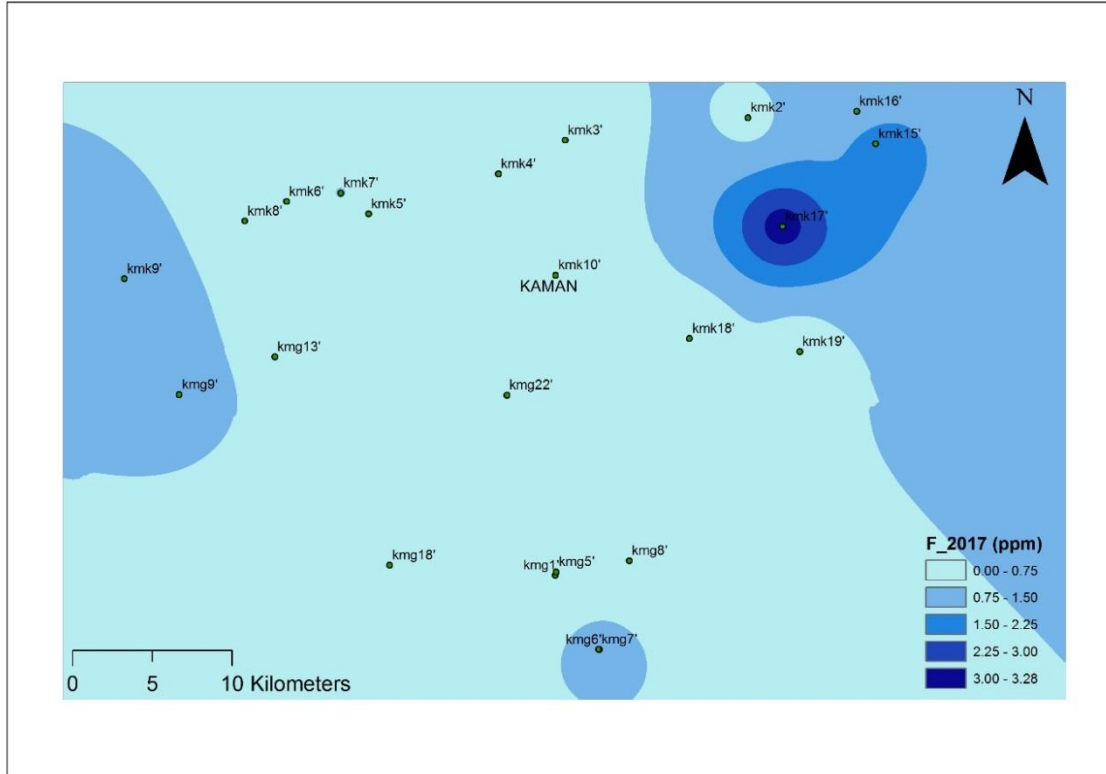 N
kmk2'
kmk16'
kmk3'
kmk15'
kmk4'
kmk7'
kmk6'
kmk5'
kmk8'
kmk17'
kmk9'
kmk10'
KAMAN
kmk18'
kmg13'
kmk19'
kmg9'
kmg22'
kmg18'
kmg1'
kmg5'
kmg8'
kmg6'
kmg7'
F_2017 (ppm)
0.00 - 0.75
0.75 - 1.50
1.50 - 2.25
2.25 - 3.00
3.00 - 3.28
0 5 10 Kilometers